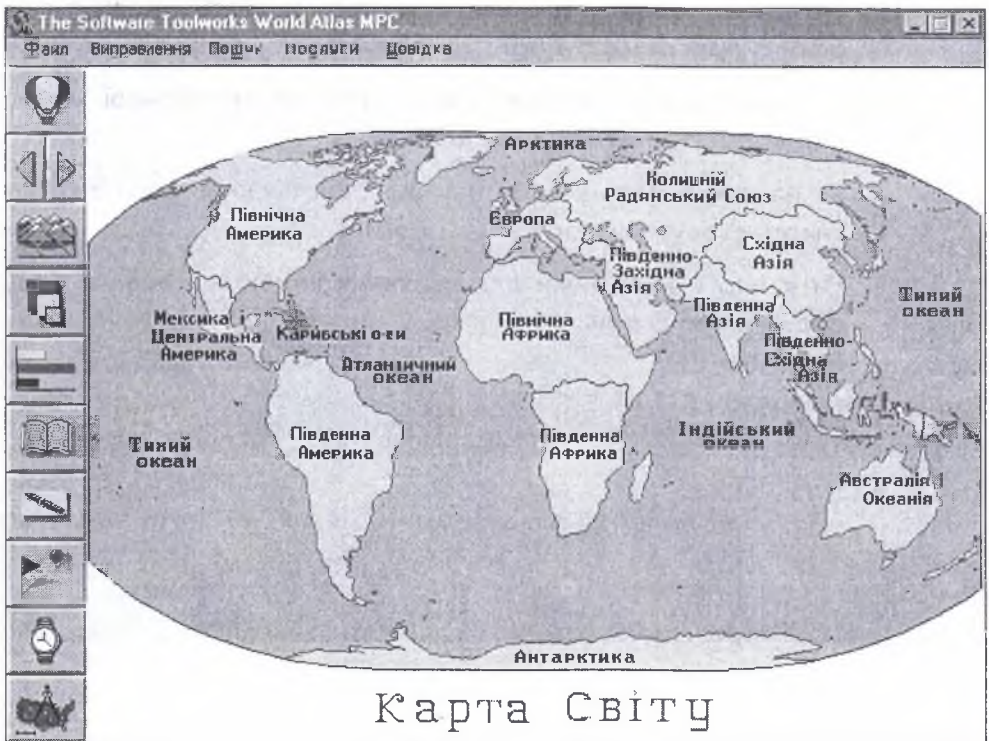 The Software Toolworks World Atlas MPC
Файл Виправлення Пошук Послуги Довідка
Арктика
Колишній
Радянський Союз
Північна
Америка
Європа
Східна
Азія
Південно-
Західна
Азія
Тихий
океан
Мексика і
Центральна
Америка
Карибські о-ви
Північна
Африка
Південна
Азія
Південно-
Східна
Азія
Атлантичний
океан
Тихий
океан
Південна
Америка
Південна
Африка
Індійський
океан
Австралія і
Океанія
Антарктика
Карта Світу